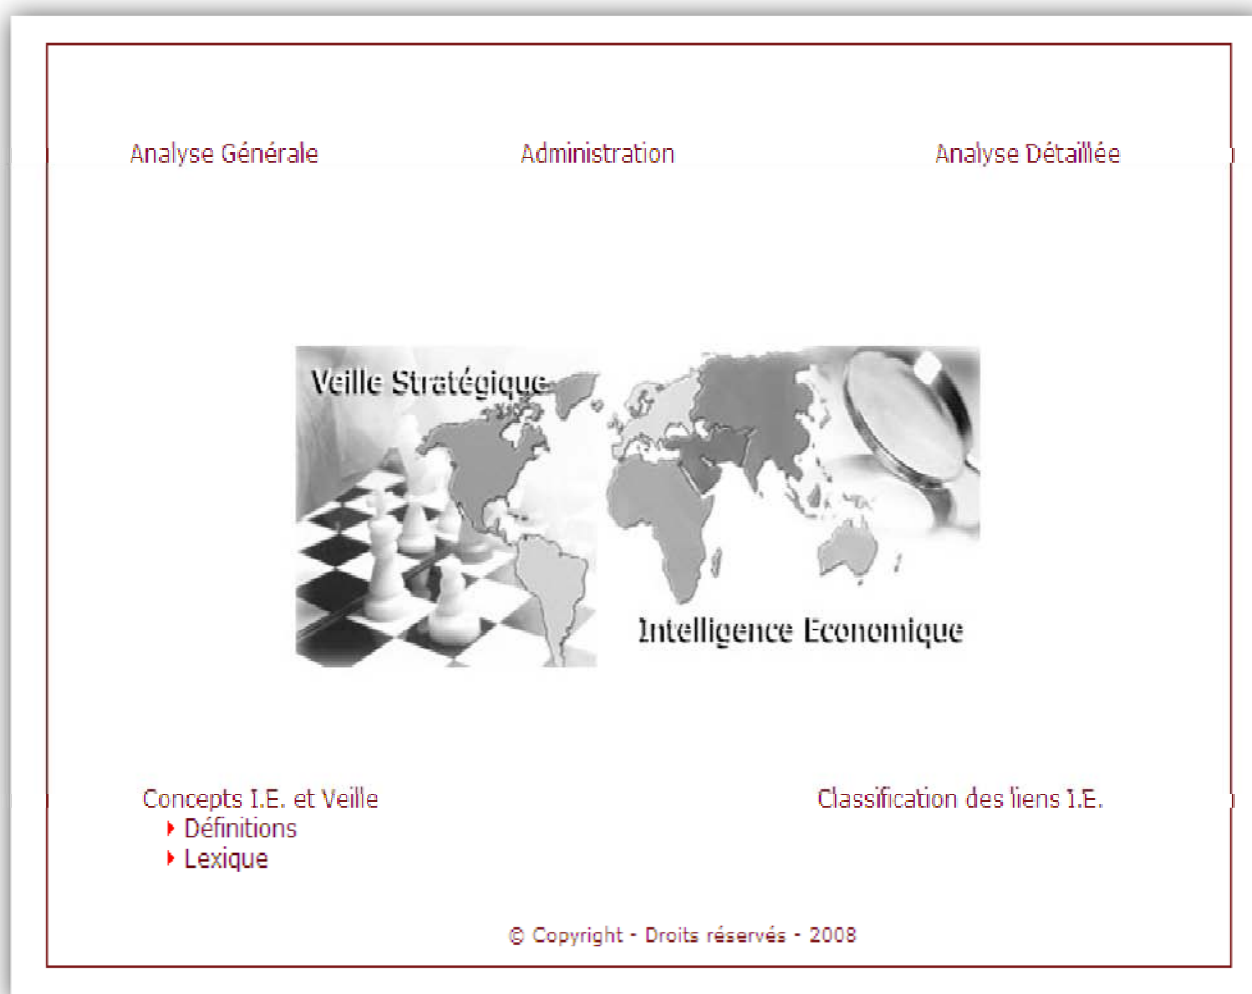 Analyse Générale
Administration
Analyse Détaillée
Veille Stratégique
Intelligence Economique
Concepts I.E. et Veille
Définitions
Lexique
Classification des liens I.E.
© Copyright - Droits réservés - 2008